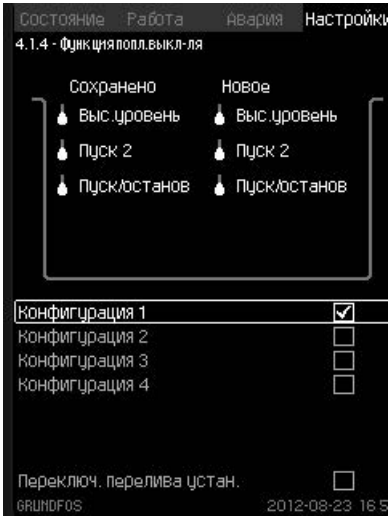 Состояние Работа Авария Настройки
4.1.4 - Функция попл.выкл-ля
Сохранено Новое
Выс.уровень Выс.уровень
Пуск 2 Пуск 2
Пуск/останов Пуск/останов
Конфигурация 1
Конфигурация 2
Конфигурация 3
Конфигурация 4
Переключ. перелива устан.
GRUNDFOS 2012-08-23 16:5